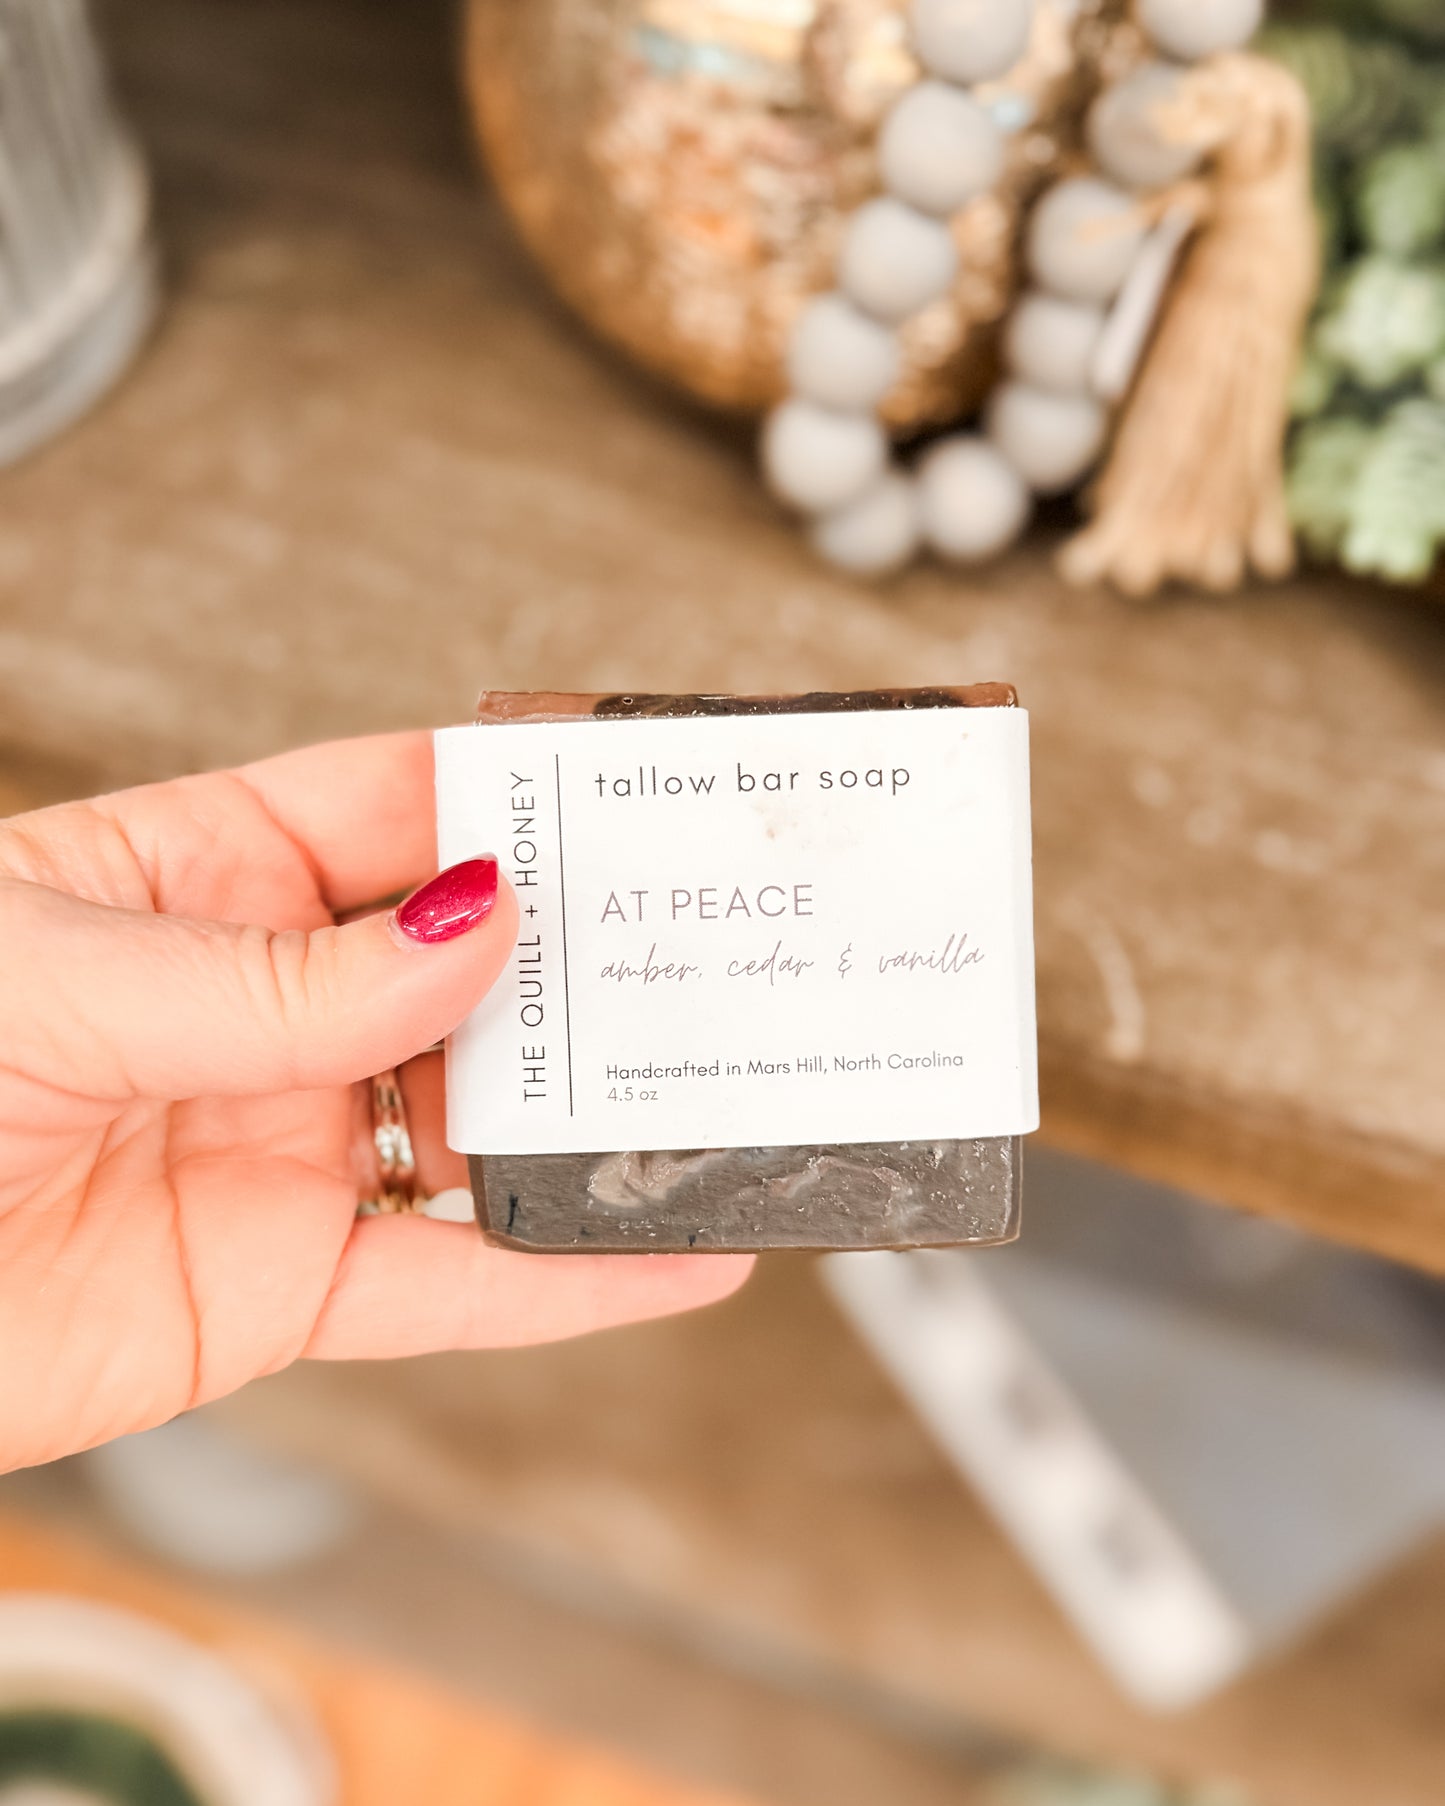 THE QUILL + HONEY
tallow bar soap
AT PEACE
amber, cedar & vanilla
Handcrafted in Mars Hill, North Carolina
4.5 oz